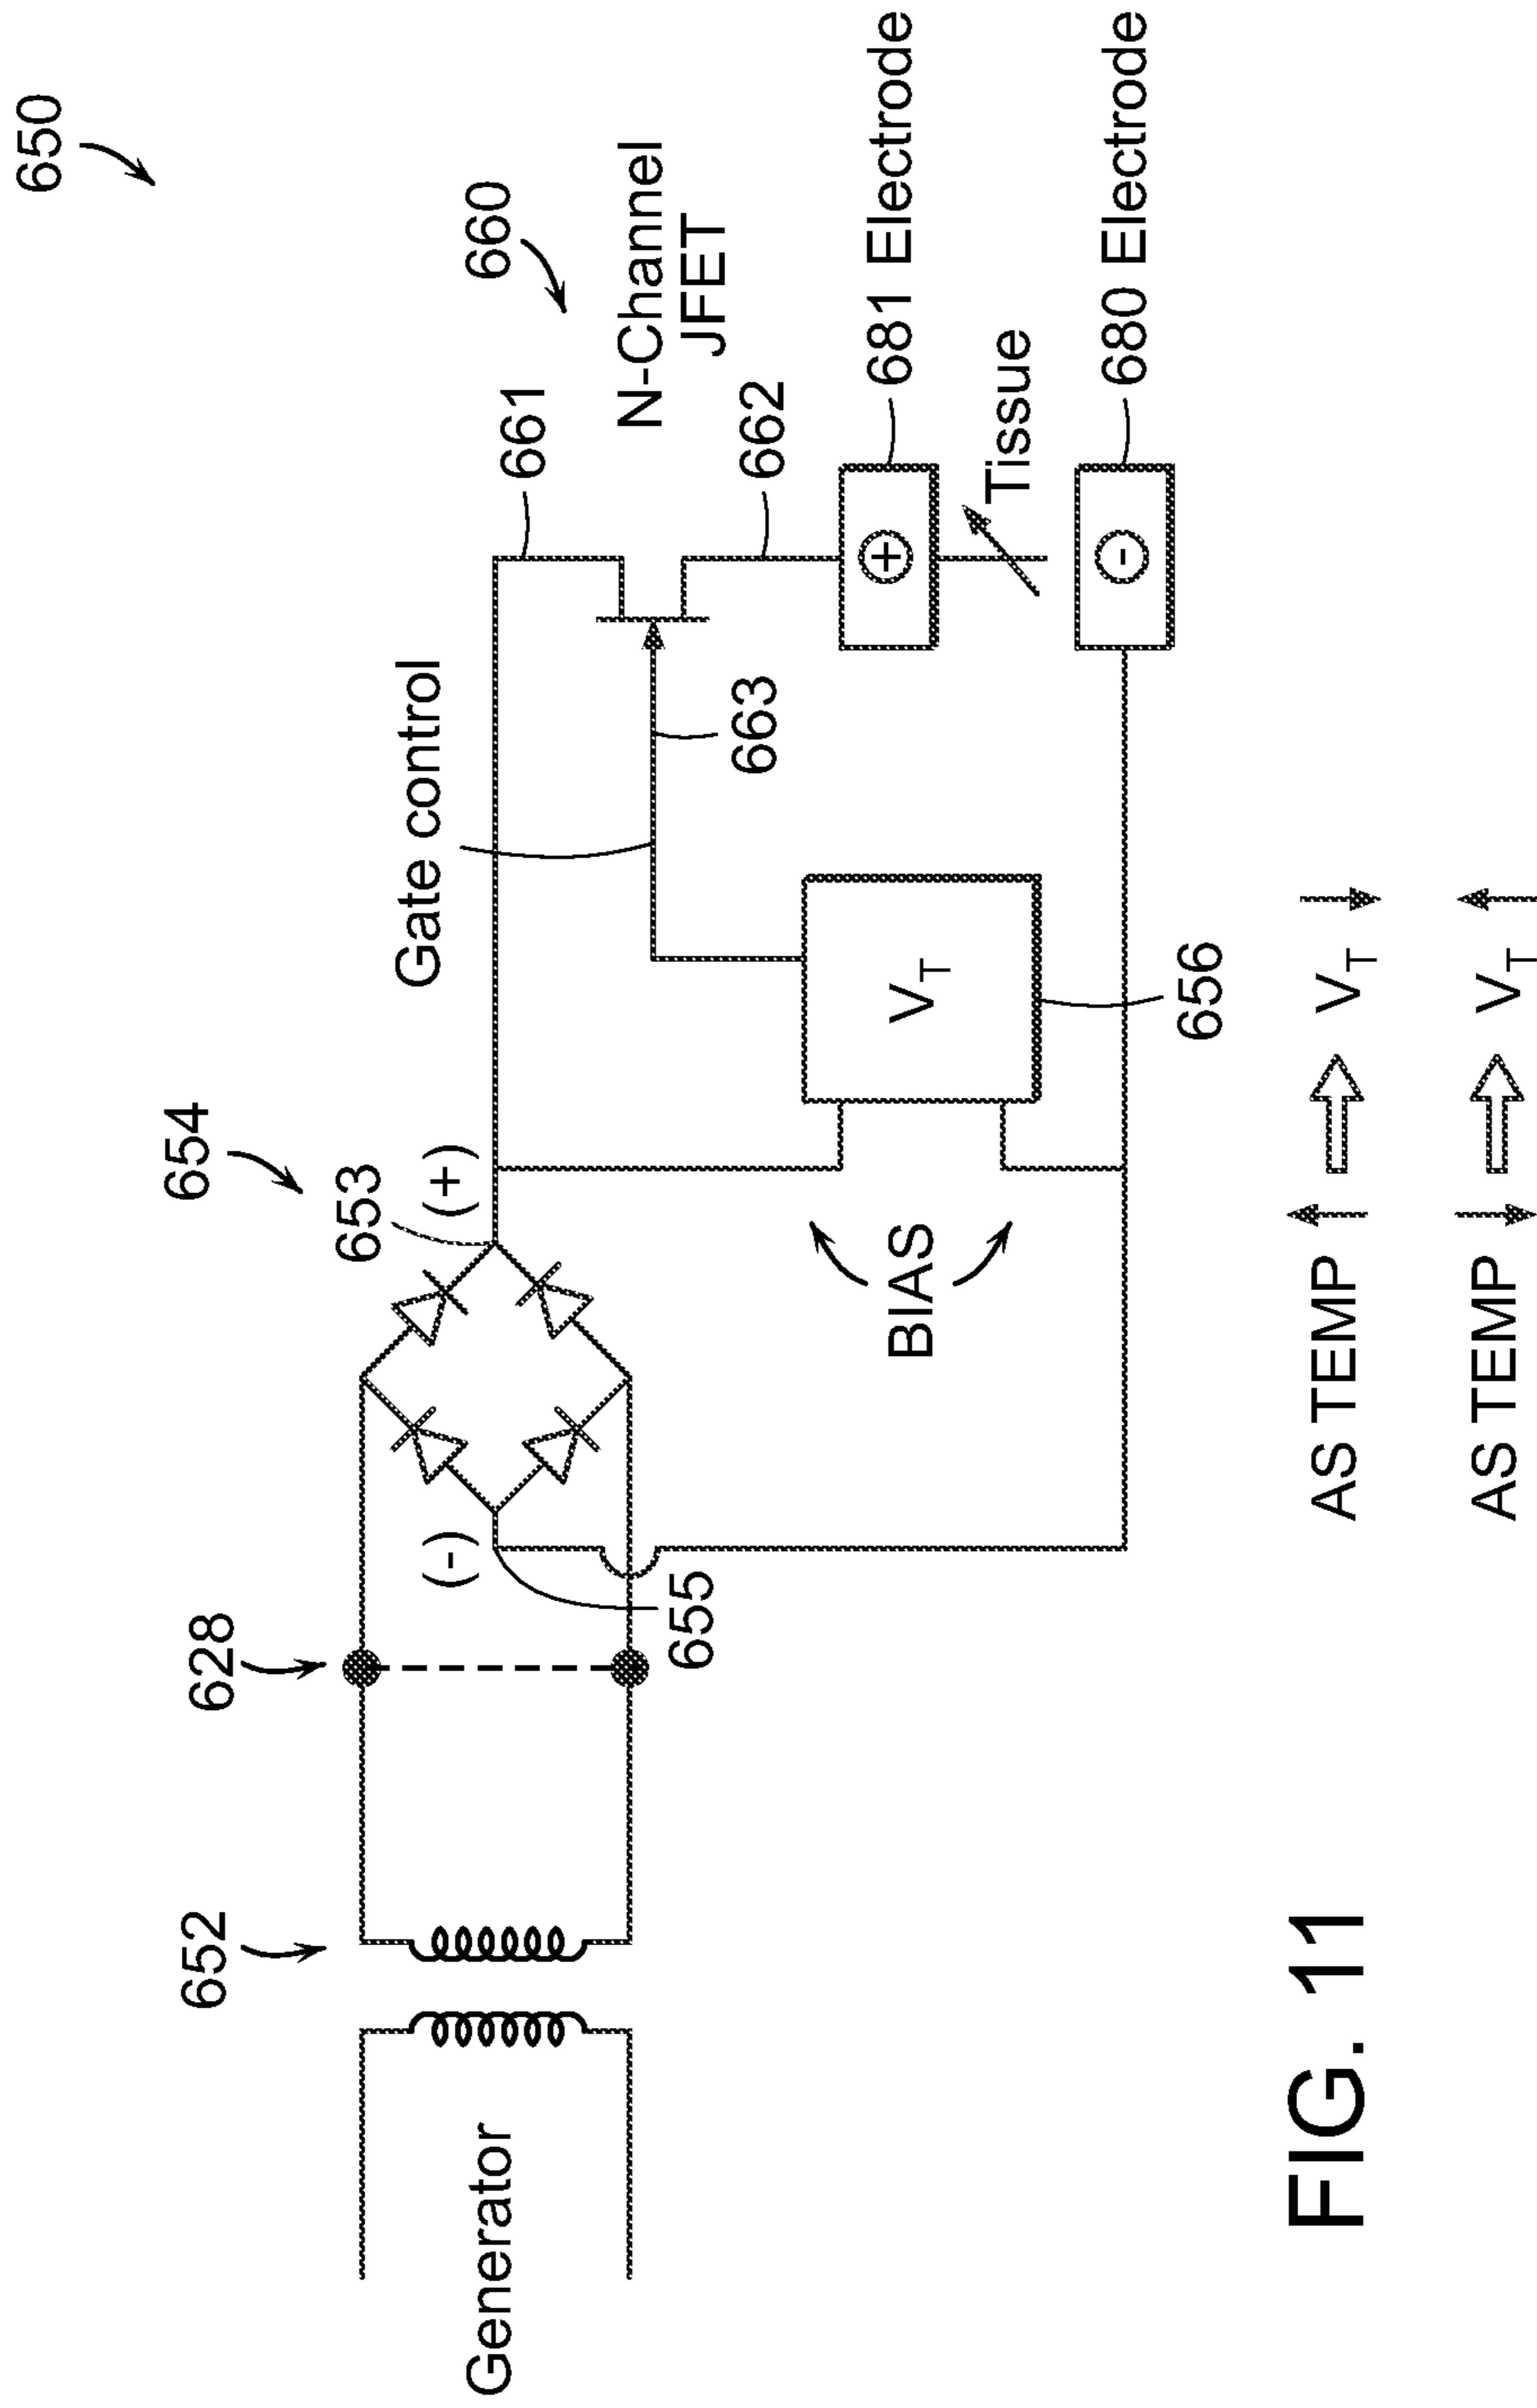 650
660
N-Channel
JFET
661
662
681 Electrode
+
Tissue
680 Electrode
-
Gate control
663
V_T
656
654
653
(+)
BIAS
(-)
655
628
652
Generator
AS TEMP ↑ ⇒ V_T ↓
AS TEMP ↓ ⇒ V_T ↑
FIG. 11